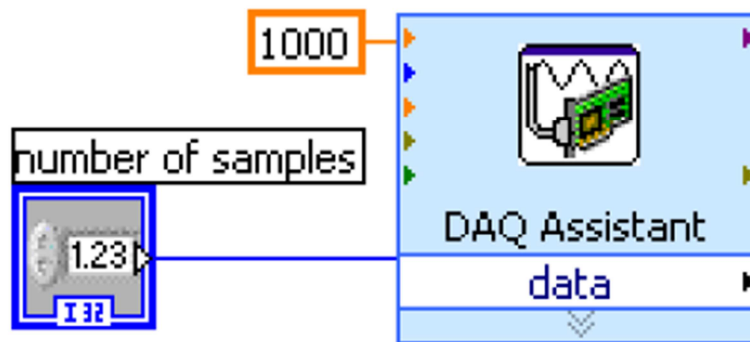 1000
number of samples
1.23
I32
DAQ Assistant
data